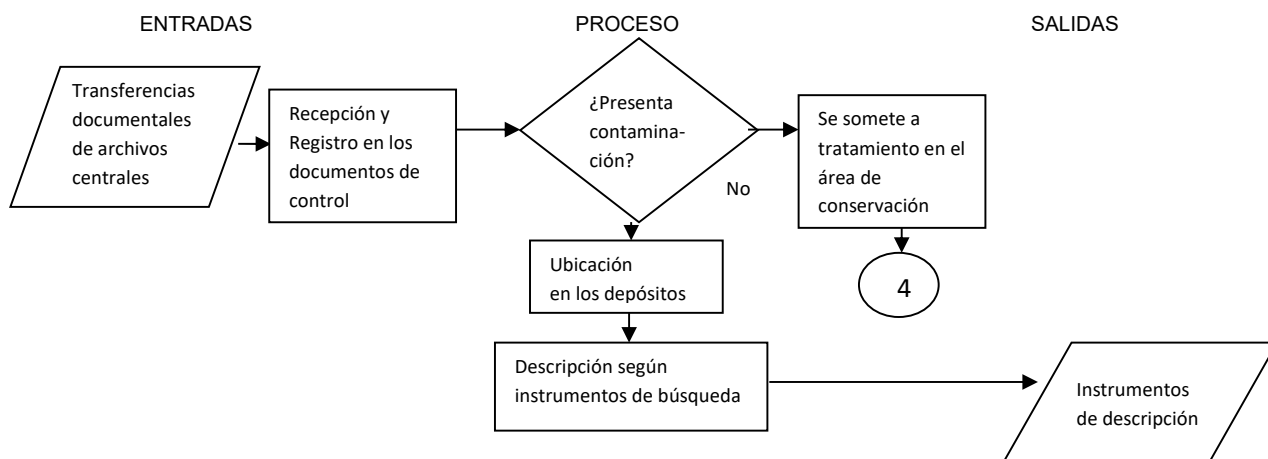 ENTRADAS
PROCESO
SALIDAS
Transferencias
documentales
de archivos
centrales
Recepción y
Registro en los
documentos de
control
¿Presenta
contamina-
ción?
No
Se somete a
tratamiento en el
área de
conservación
4
Ubicación
en los depósitos
Descripción según
instrumentos de búsqueda
Instrumentos
de descripción